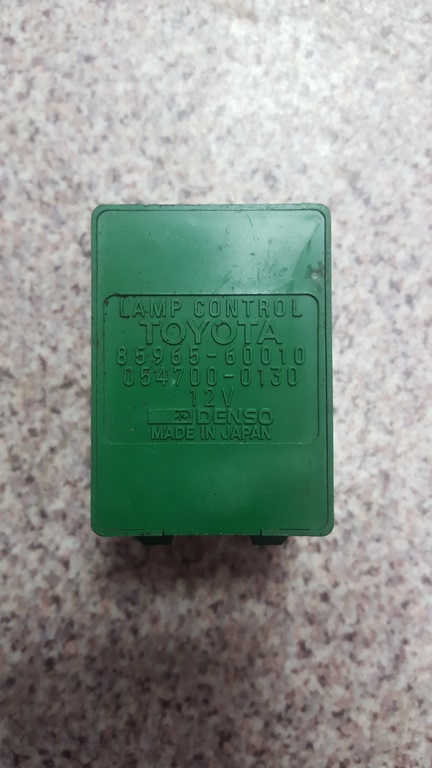 LAMP CONTROL
TOYOTA
85965-60010
054700-0130
12V
DENSO
MADE IN JAPAN